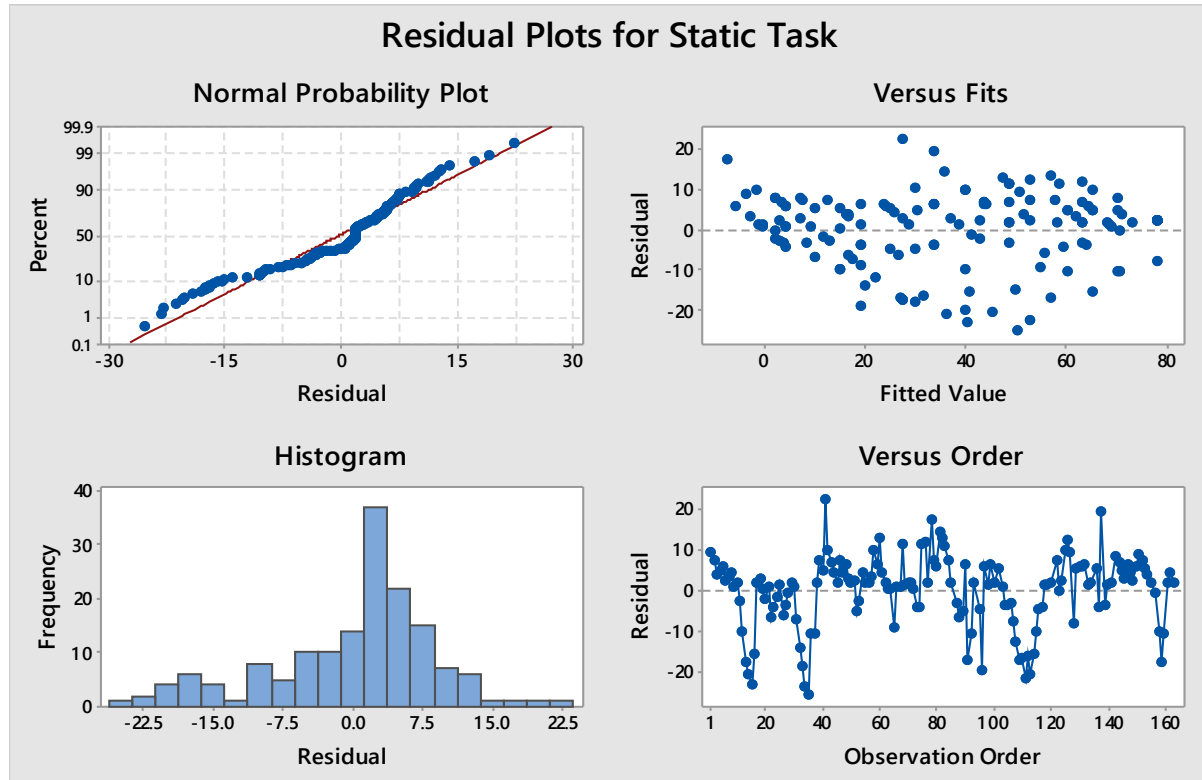 Residual Plots for Static Task
Normal Probability Plot
99.9
99
90
50
10
1
0.1
Percent
-30 -15 0 15 30
Residual
Versus Fits
20
10
0
-10
-20
Residual
0 20 40 60 80
Fitted Value
Histogram
40
30
20
10
0
Frequency
-22.5 -15.0 -7.5 0.0 7.5 15.0 22.5
Residual
Versus Order
20
10
0
-10
-20
Residual
1 20 40 60 80 100 120 140 160
Observation Order